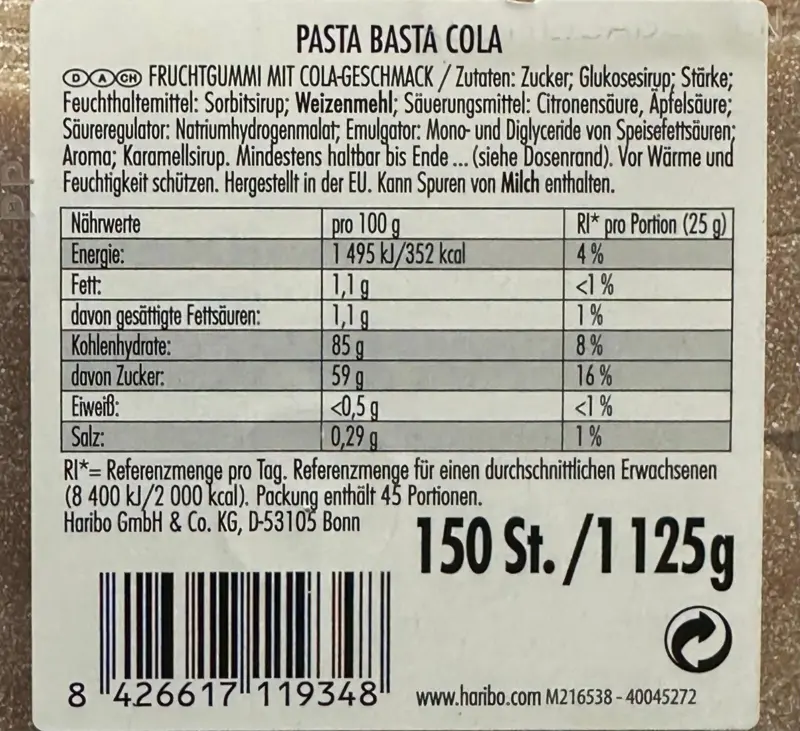 PASTA BASTA COLA
D A CH FRUCHTGUMMI MIT COLA-GESCHMACK / Zutaten: Zucker; Glukosesirup; Stärke;
Feuchthaltemittel: Sorbitsirup; Weizenmehl; Säuerungsmittel: Citronensäure, Äpfelsäure;
Säureregulator: Natriumhydrogenmalat; Emulgator: Mono- und Diglyceride von Speisefettsäuren;
Aroma; Karamellsirup. Mindestens haltbar bis Ende ... (siehe Dosenrand). Vor Wärme und
Feuchtigkeit schützen. Hergestellt in der EU. Kann Spuren von Milch enthalten.
Nährwerte pro 100 g RI* pro Portion (25 g)
Energie: 1 495 kJ/352 kcal 4 %
Fett: 1,1 g <1 %
davon gesättigte Fettsäuren: 1,1 g 1 %
Kohlenhydrate: 85 g 8 %
davon Zucker: 59 g 16 %
Eiweiß: <0,5 g <1 %
Salz: 0,29 g 1 %
RI*= Referenzmenge pro Tag. Referenzmenge für einen durchschnittlichen Erwachsenen
(8 400 kJ/2 000 kcal). Packung enthält 45 Portionen.
Haribo GmbH & Co. KG, D-53105 Bonn
150 St./1 125g
8 426617 119348
www.haribo.com M216538 - 40045272